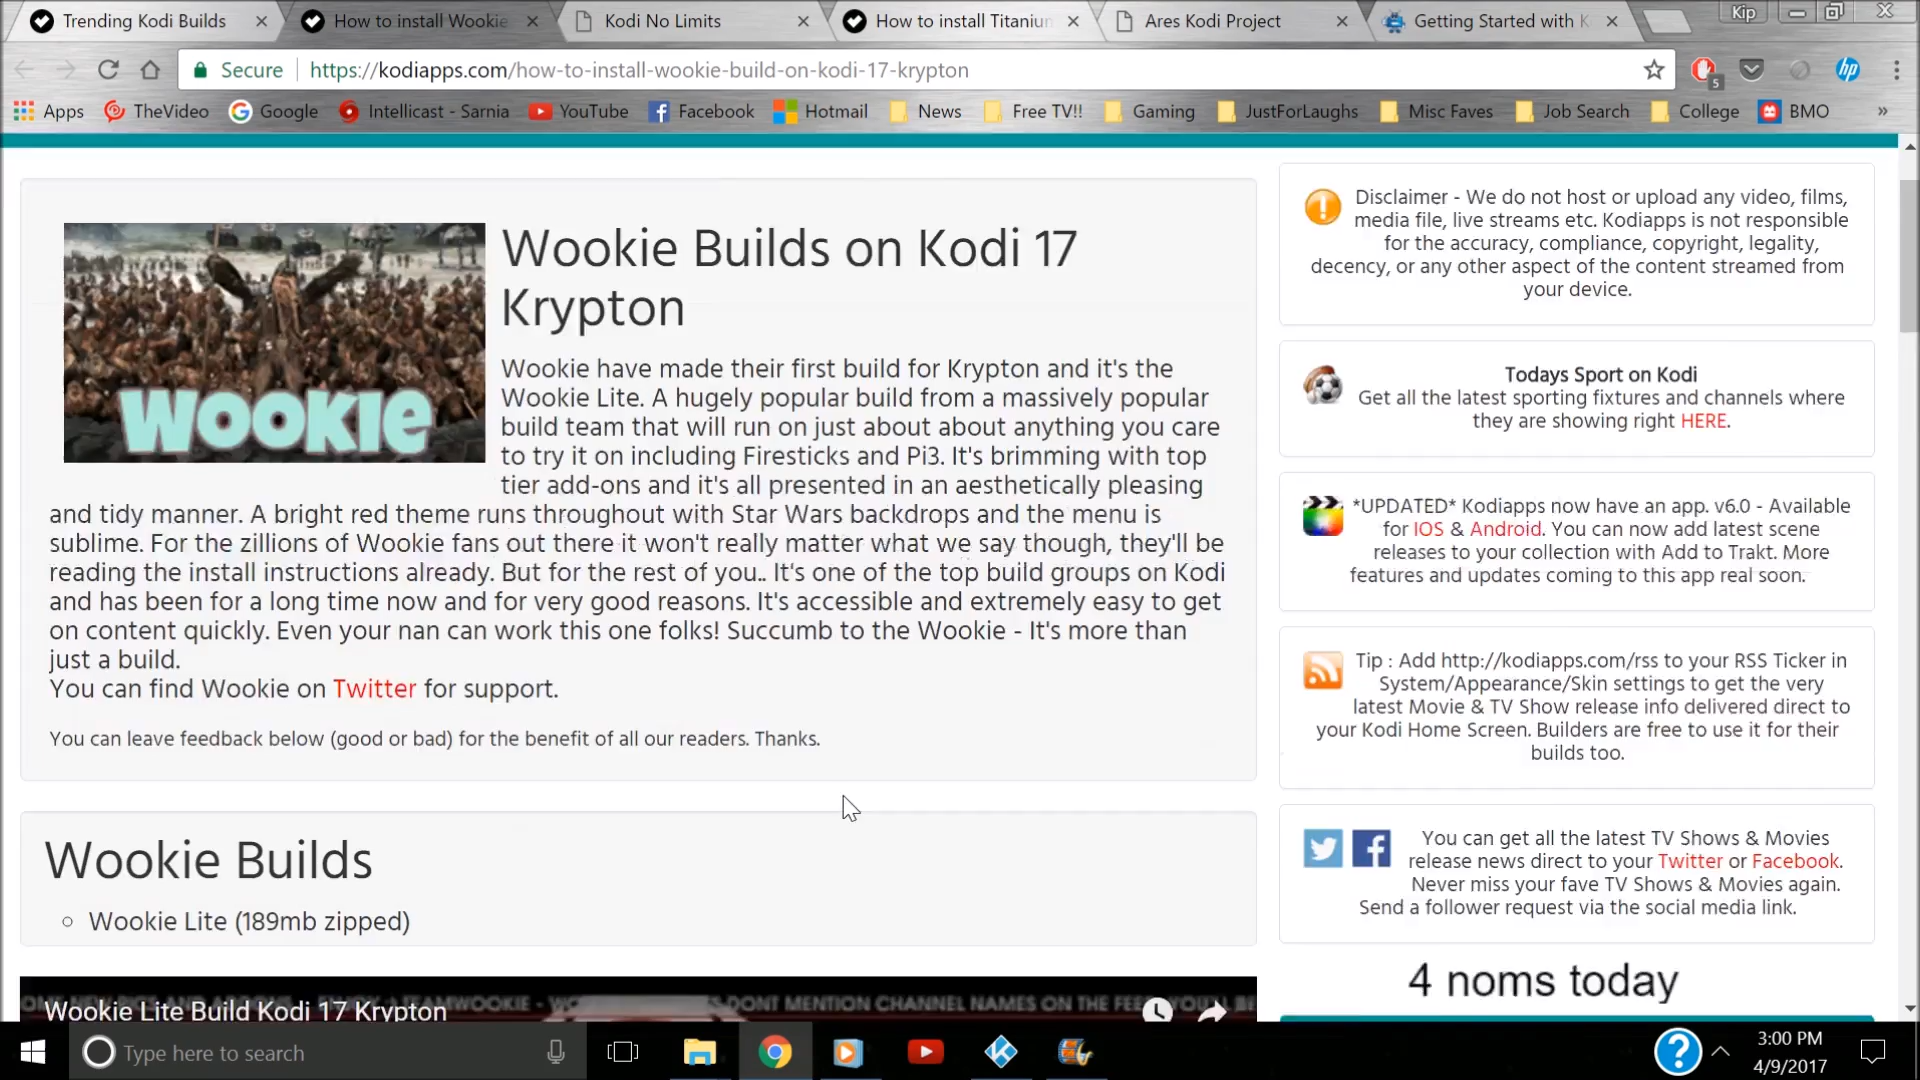 Trending Kodi Builds
How to install Wookie
Kodi No Limits
How to install Titaniun
Ares Kodi Project
Getting Started with K
Kip
Secure
https://kodiapps.com/how-to-install-wookie-build-on-kodi-17-krypton
5
hp
Apps
TheVideo
Google
Intellicast - Sarnia
YouTube
Facebook
Hotmail
News
Free TV!!
Gaming
JustForLaughs
Misc Faves
Job Search
College
BMO
»
WOOKIE
Wookie Builds on Kodi 17
Krypton
Wookie have made their first build for Krypton and it's the
Wookie Lite. A hugely popular build from a massively popular
build team that will run on just about about anything you care
to try it on including Firesticks and Pi3. It's brimming with top
tier add-ons and it's all presented in an aesthetically pleasing
and tidy manner. A bright red theme runs throughout with Star Wars backdrops and the menu is
sublime. For the zillions of Wookie fans out there it won't really matter what we say though, they'll be
reading the install instructions already. But for the rest of you.. It's one of the top build groups on Kodi
and has been for a long time now and for very good reasons. It's accessible and extremely easy to get
on content quickly. Even your nan can work this one folks! Succumb to the Wookie - It's more than
just a build.
You can find Wookie on Twitter for support.
You can leave feedback below (good or bad) for the benefit of all our readers. Thanks.
Wookie Builds
Wookie Lite (189mb zipped)
Wookie Lite Build Kodi 17 Krypton
DONT MENTION CHANNEL NAMES ON THE
Disclaimer - We do not host or upload any video, films,
media file, live streams etc. Kodiapps is not responsible
for the accuracy, compliance, copyright, legality,
decency, or any other aspect of the content streamed from
your device.
Todays Sport on Kodi
Get all the latest sporting fixtures and channels where
they are showing right HERE.
*UPDATED* Kodiapps now have an app. v6.0 - Available
for IOS & Android. You can now add latest scene
releases to your collection with Add to Trakt. More
features and updates coming to this app real soon.
Tip : Add http://kodiapps.com/rss to your RSS Ticker in
System/Appearance/Skin settings to get the very
latest Movie & TV Show release info delivered direct to
your Kodi Home Screen. Builders are free to use it for their
builds too.
You can get all the latest TV Shows & Movies
release news direct to your Twitter or Facebook.
Never miss your fave TV Shows & Movies again.
Send a follower request via the social media link.
4 noms today
Type here to search
3:00 PM
4/9/2017